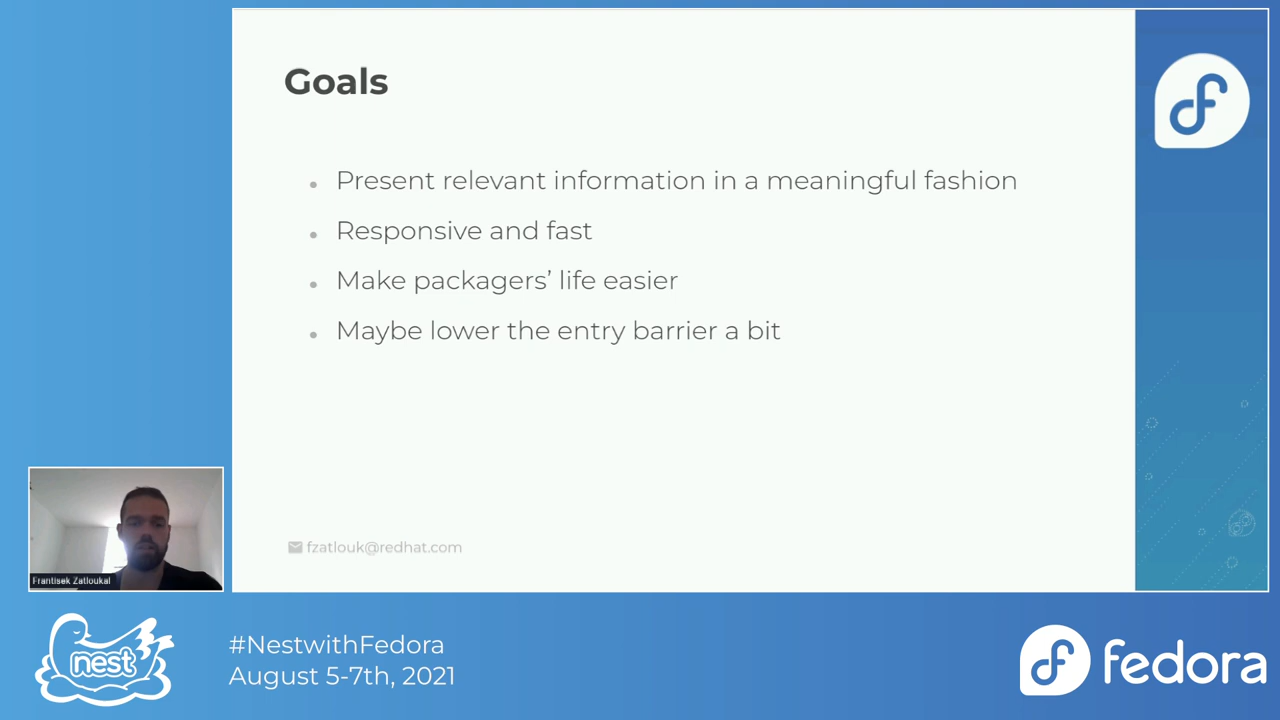 Goals
Present relevant information in a meaningful fashion
Responsive and fast
Make packagers’ life easier
Maybe lower the entry barrier a bit
fzatlouk@redhat.com
Frantisek Zatloukal
nest
#NestwithFedora
August 5-7th, 2021
fedora